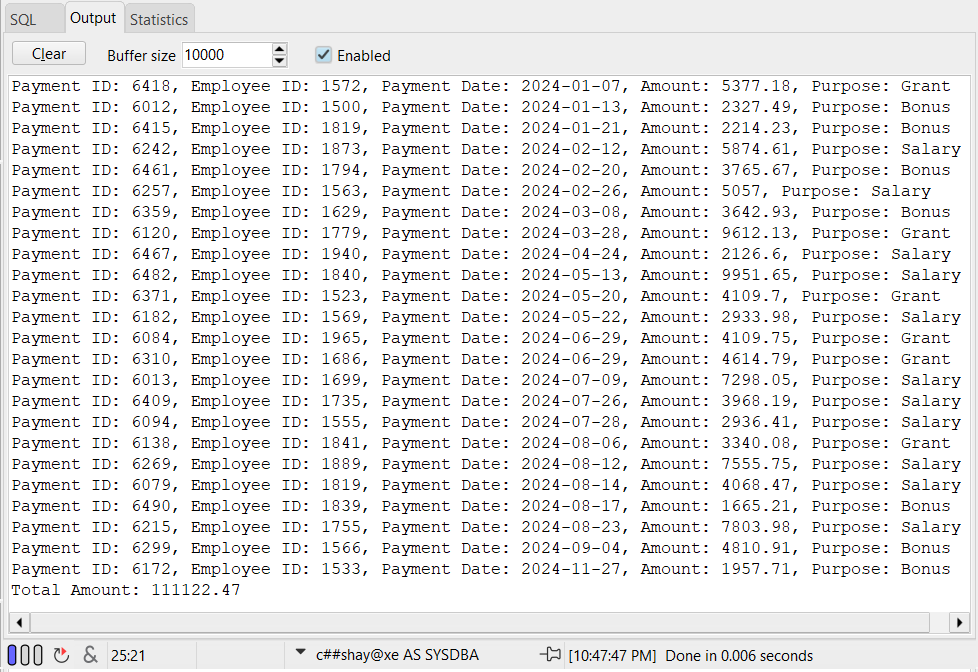 SQL Output Statistics
Clear Buffer size 10000 Enabled
Payment ID: 6418, Employee ID: 1572, Payment Date: 2024-01-07, Amount: 5377.18, Purpose: Grant
Payment ID: 6012, Employee ID: 1500, Payment Date: 2024-01-13, Amount: 2327.49, Purpose: Bonus
Payment ID: 6415, Employee ID: 1819, Payment Date: 2024-01-21, Amount: 2214.23, Purpose: Bonus
Payment ID: 6242, Employee ID: 1873, Payment Date: 2024-02-12, Amount: 5874.61, Purpose: Salary
Payment ID: 6461, Employee ID: 1794, Payment Date: 2024-02-20, Amount: 3765.67, Purpose: Bonus
Payment ID: 6257, Employee ID: 1563, Payment Date: 2024-02-26, Amount: 5057, Purpose: Salary
Payment ID: 6359, Employee ID: 1629, Payment Date: 2024-03-08, Amount: 3642.93, Purpose: Bonus
Payment ID: 6120, Employee ID: 1779, Payment Date: 2024-03-28, Amount: 9612.13, Purpose: Grant
Payment ID: 6467, Employee ID: 1940, Payment Date: 2024-04-24, Amount: 2126.6, Purpose: Salary
Payment ID: 6482, Employee ID: 1840, Payment Date: 2024-05-13, Amount: 9951.65, Purpose: Salary
Payment ID: 6371, Employee ID: 1523, Payment Date: 2024-05-20, Amount: 4109.7, Purpose: Grant
Payment ID: 6182, Employee ID: 1569, Payment Date: 2024-05-22, Amount: 2933.98, Purpose: Salary
Payment ID: 6084, Employee ID: 1965, Payment Date: 2024-06-29, Amount: 4109.75, Purpose: Grant
Payment ID: 6310, Employee ID: 1686, Payment Date: 2024-06-29, Amount: 4614.79, Purpose: Grant
Payment ID: 6013, Employee ID: 1699, Payment Date: 2024-07-09, Amount: 7298.05, Purpose: Salary
Payment ID: 6409, Employee ID: 1735, Payment Date: 2024-07-26, Amount: 3968.19, Purpose: Salary
Payment ID: 6094, Employee ID: 1555, Payment Date: 2024-07-28, Amount: 2936.41, Purpose: Salary
Payment ID: 6138, Employee ID: 1841, Payment Date: 2024-08-06, Amount: 3340.08, Purpose: Grant
Payment ID: 6269, Employee ID: 1889, Payment Date: 2024-08-12, Amount: 7555.75, Purpose: Salary
Payment ID: 6079, Employee ID: 1819, Payment Date: 2024-08-14, Amount: 4068.47, Purpose: Salary
Payment ID: 6490, Employee ID: 1839, Payment Date: 2024-08-17, Amount: 1665.21, Purpose: Bonus
Payment ID: 6215, Employee ID: 1755, Payment Date: 2024-08-23, Amount: 7803.98, Purpose: Salary
Payment ID: 6299, Employee ID: 1566, Payment Date: 2024-09-04, Amount: 4810.91, Purpose: Bonus
Payment ID: 6172, Employee ID: 1533, Payment Date: 2024-11-27, Amount: 1957.71, Purpose: Bonus
Total Amount: 111122.47
& 25:21 c##shay@xe AS SYSDBA [10:47:47 PM] Done in 0.006 seconds